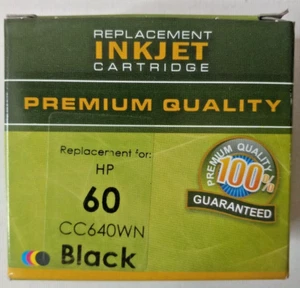 REPLACEMENT
INKJET
CARTRIDGE
PREMIUM QUALITY
Replacement for:
HP
60
CC640WN
Black
PREMIUM QUALITY
100%
GUARANTEED